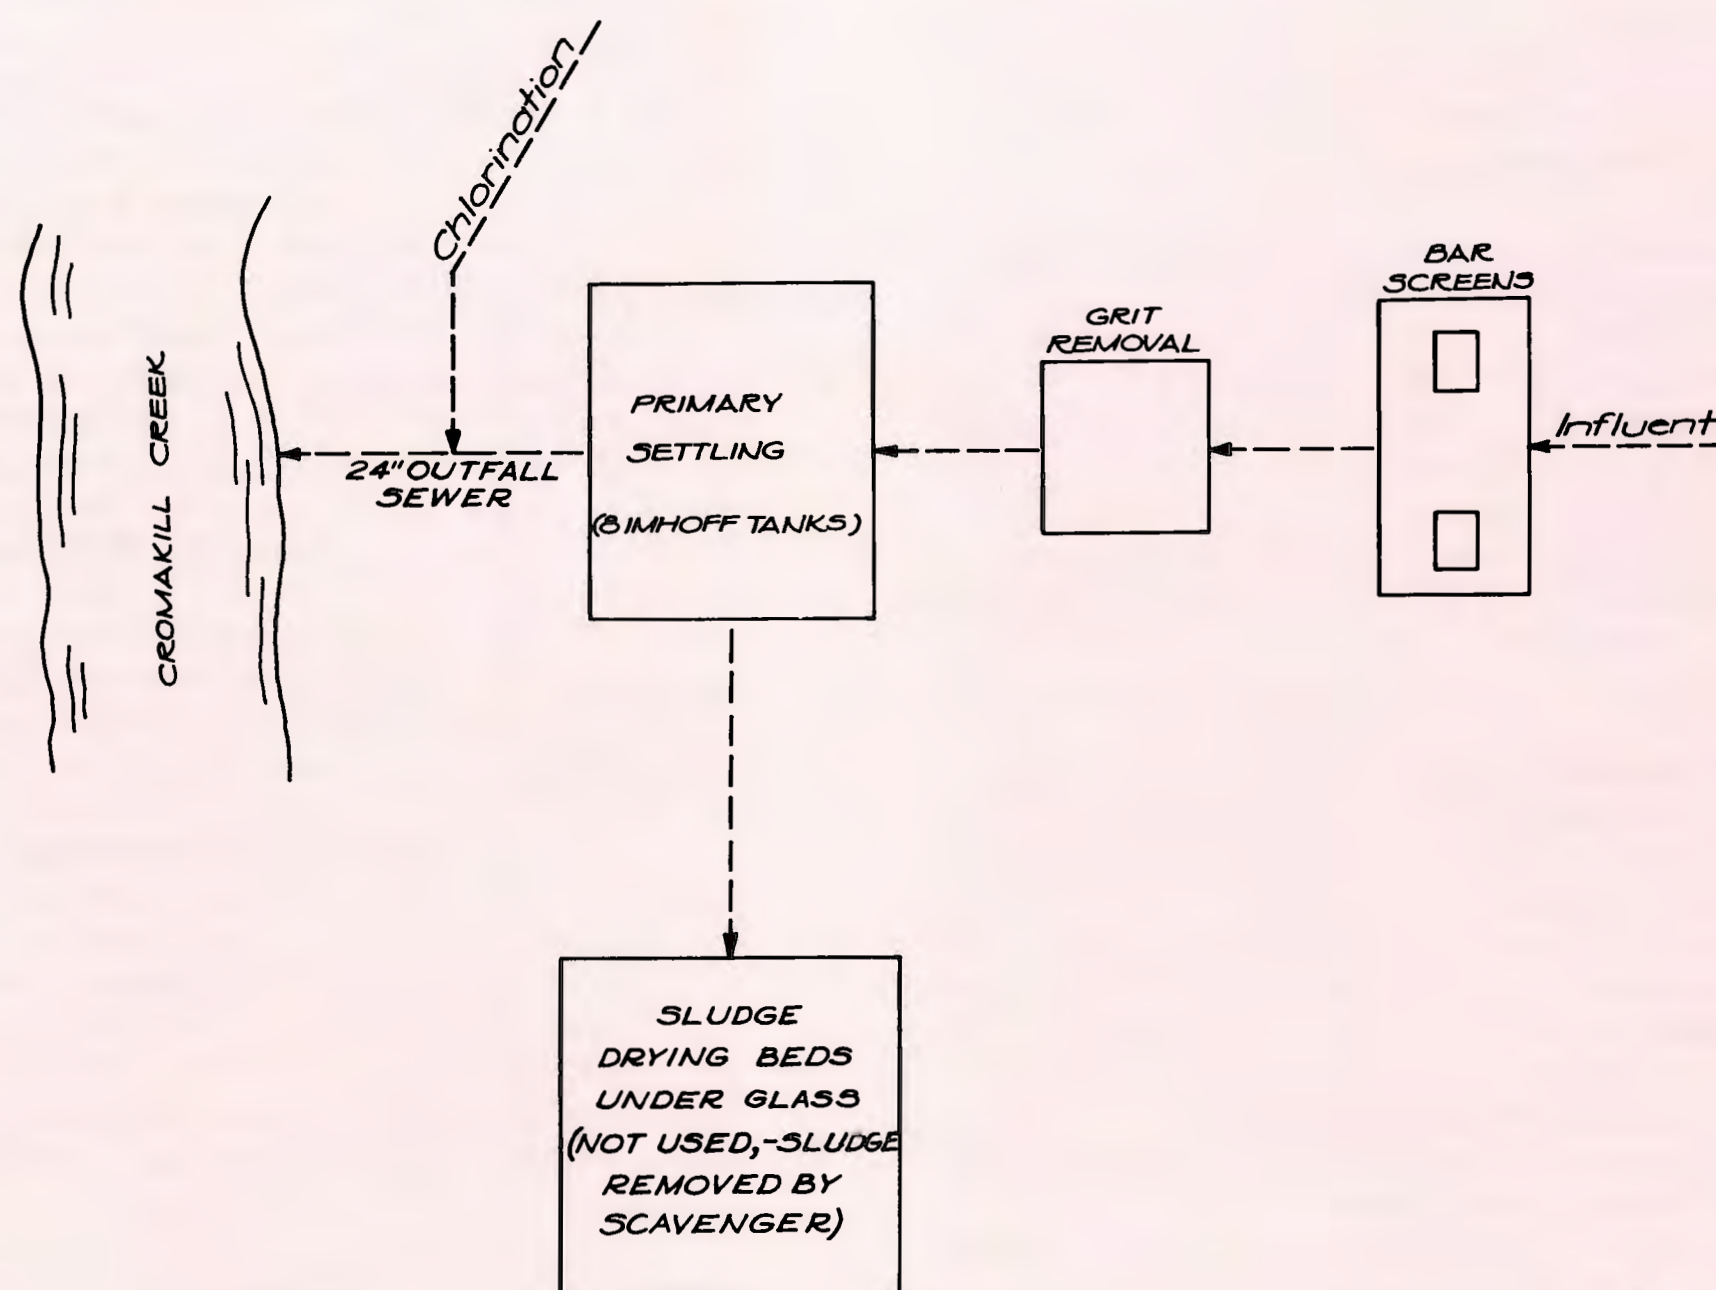 Chlorination
BAR
SCREENS
GRIT
REMOVAL
Influent
PRIMARY
SETTLING
(8 IMHOFF TANKS)
24" OUTFALL
SEWER
CROMAKILL CREEK
SLUDGE
DRYING BEDS
UNDER GLASS
(NOT USED,-SLUDGE
REMOVED BY
SCAVENGER)